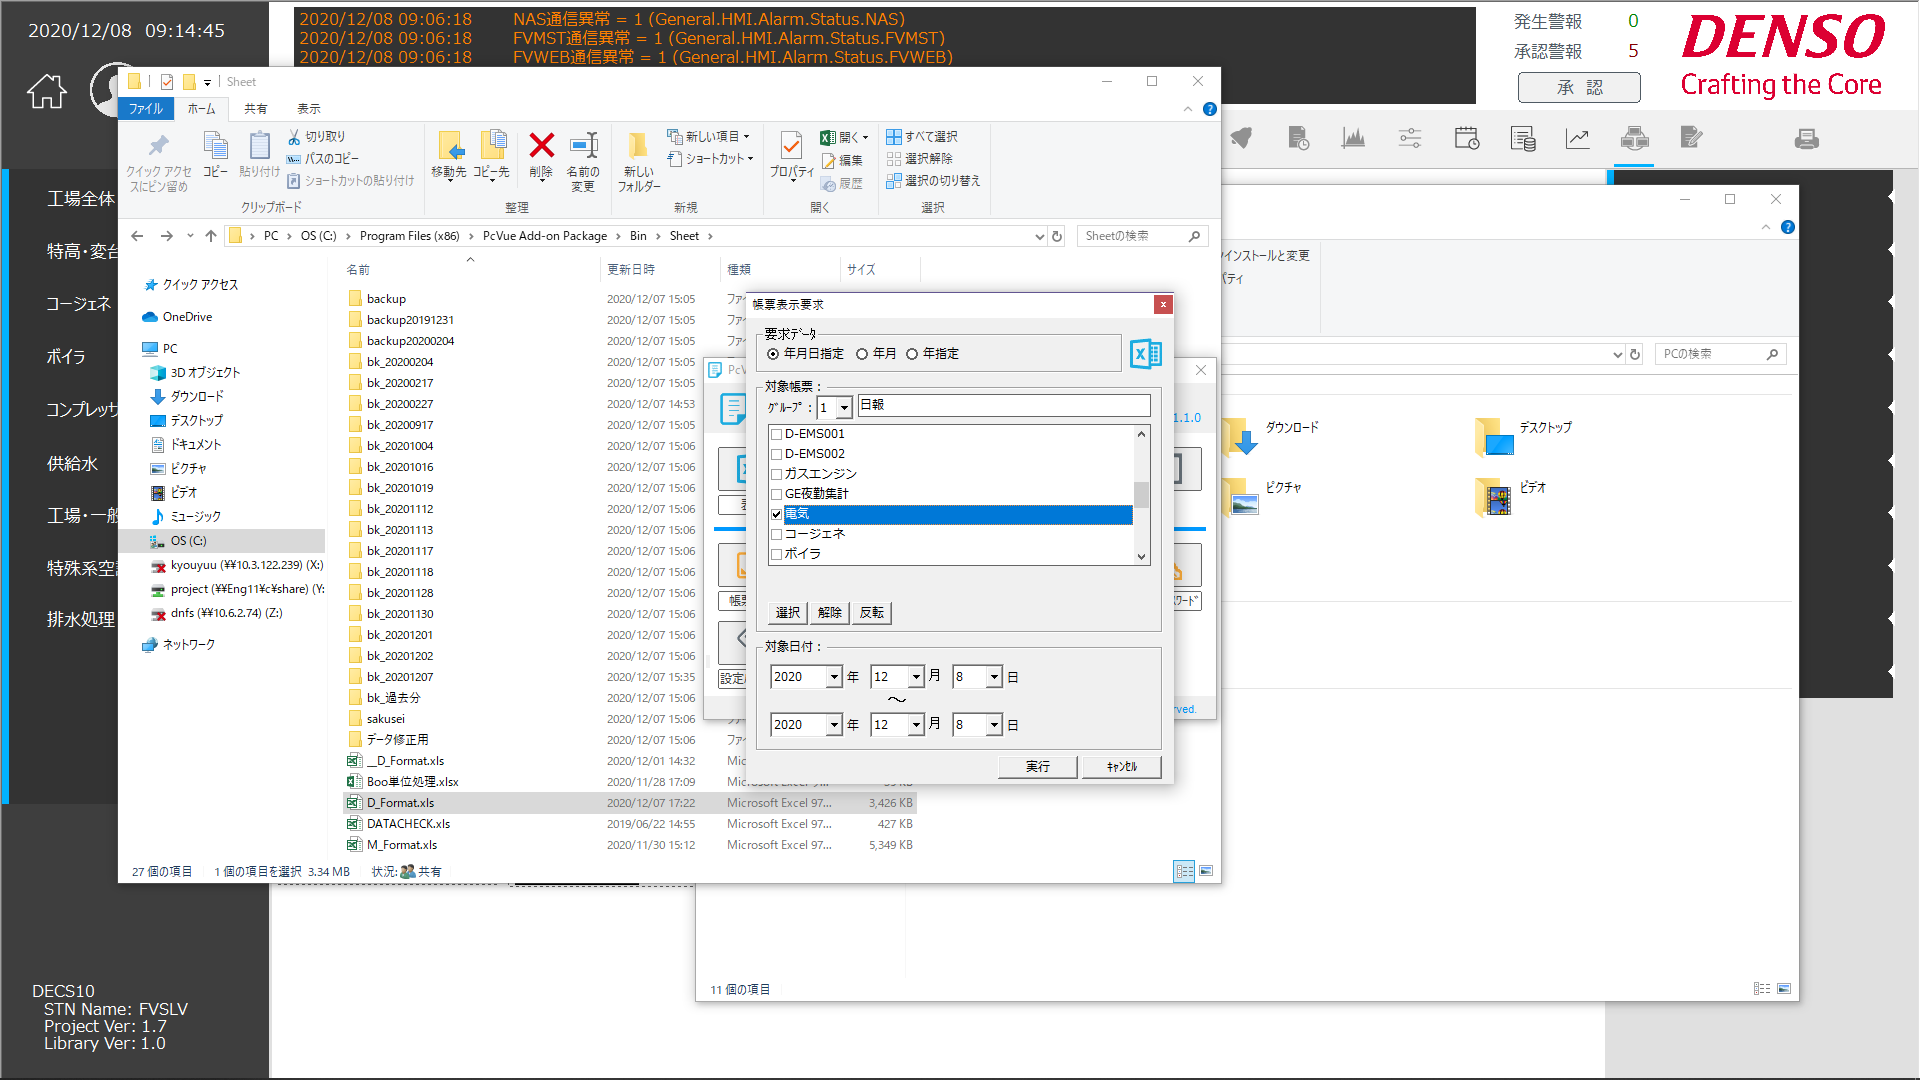 2020/12/08 09:14:45
2020/12/08 09:06:18 NAS通信異常 = 1 (General.HMI.Alarm.Status.NAS)
2020/12/08 09:06:18 FVMST通信異常 = 1 (General.HMI.Alarm.Status.FVMST)
2020/12/08 09:06:18 FVWEB通信異常 = 1 (General.HMI.Alarm.Status.FVWEB)
発生警報 0
承認警報 5
承 認
DENSO
Crafting the Core
Sheet
ファイル ホーム 共有 表示
クイック アクセスにピン留め
コピー
貼り付け
切り取り
パスのコピー
ショートカットの貼り付け
クリップボード
移動先
コピー先
削除
名前の変更
整理
新しいフォルダー
新しい項目
ショートカット
新規
プロパティ
開く
編集
履歴
開く
すべて選択
選択解除
選択の切り替え
選択
PC > OS (C:) > Program Files (x86) > PcVue Add-on Package > Bin > Sheet >
Sheetの検索
工場全体
特高・変台
コージェネ
ボイラ
コンプレッサ
供給水
工場・一般
特殊系空
排水処理
クイック アクセス
OneDrive
PC
3D オブジェクト
ダウンロード
デスクトップ
ドキュメント
ピクチャ
ビデオ
ミュージック
OS (C:)
kyouyuu (¥¥10.3.122.239) (X:)
project (¥¥Eng11¥c¥share) (Y:
dnfs (¥¥10.6.2.74) (Z:)
ネットワーク
名前 更新日時 種類 サイズ
backup 2020/12/07 15:05 ファイ
backup20191231 2020/12/07 15:05
backup20200204 2020/12/07 15:05
bk_20200204 2020/12/07 15:05
bk_20200217 2020/12/07 15:05
bk_20200227 2020/12/07 14:53
bk_20200917 2020/12/07 15:05
bk_20201004 2020/12/07 15:06
bk_20201016 2020/12/07 15:06
bk_20201019 2020/12/07 15:06
bk_20201112 2020/12/07 15:06
bk_20201113 2020/12/07 15:06
bk_20201117 2020/12/07 15:06
bk_20201118 2020/12/07 15:06
bk_20201128 2020/12/07 15:06
bk_20201130 2020/12/07 15:06
bk_20201201 2020/12/07 15:06
bk_20201202 2020/12/07 15:06
bk_20201207 2020/12/07 15:35
bk_過去分 2020/12/07 15:06
sakusei 2020/12/07 15:06
データ修正用 2020/12/07 15:06
__D_Format.xls 2020/12/01 14:32 Mic
Boo単位処理.xlsx 2020/11/28 17:09
D_Format.xls 2020/12/07 17:22 Microsoft Excel 97... 3,426 KB
DATACHECK.xls 2019/06/22 14:55 Microsoft Excel 97... 427 KB
M_Format.xls 2020/11/30 15:12 Microsoft Excel 97... 5,349 KB
27 個の項目 1 個の項目を選択 3.34 MB 状況: 共有
帳票表示要求
要求データ
年月日指定 年月 年指定
対象帳票：
グループ： 1 日報
D-EMS001
D-EMS002
ガスエンジン
GE夜勤集計
電気
コージェネ
ボイラ
選択 解除 反転
対象日付：
2020 年 12 月 8 日
～
2020 年 12 月 8 日
実行 キャンセル
PcV
1.1.0
帳票
設定
ワード
rved.
インストールと変更
パティ
PCの検索
ダウンロード
デスクトップ
ピクチャ
ビデオ
11 個の項目
DECS10
STN Name: FVSLV
Project Ver: 1.7
Library Ver: 1.0